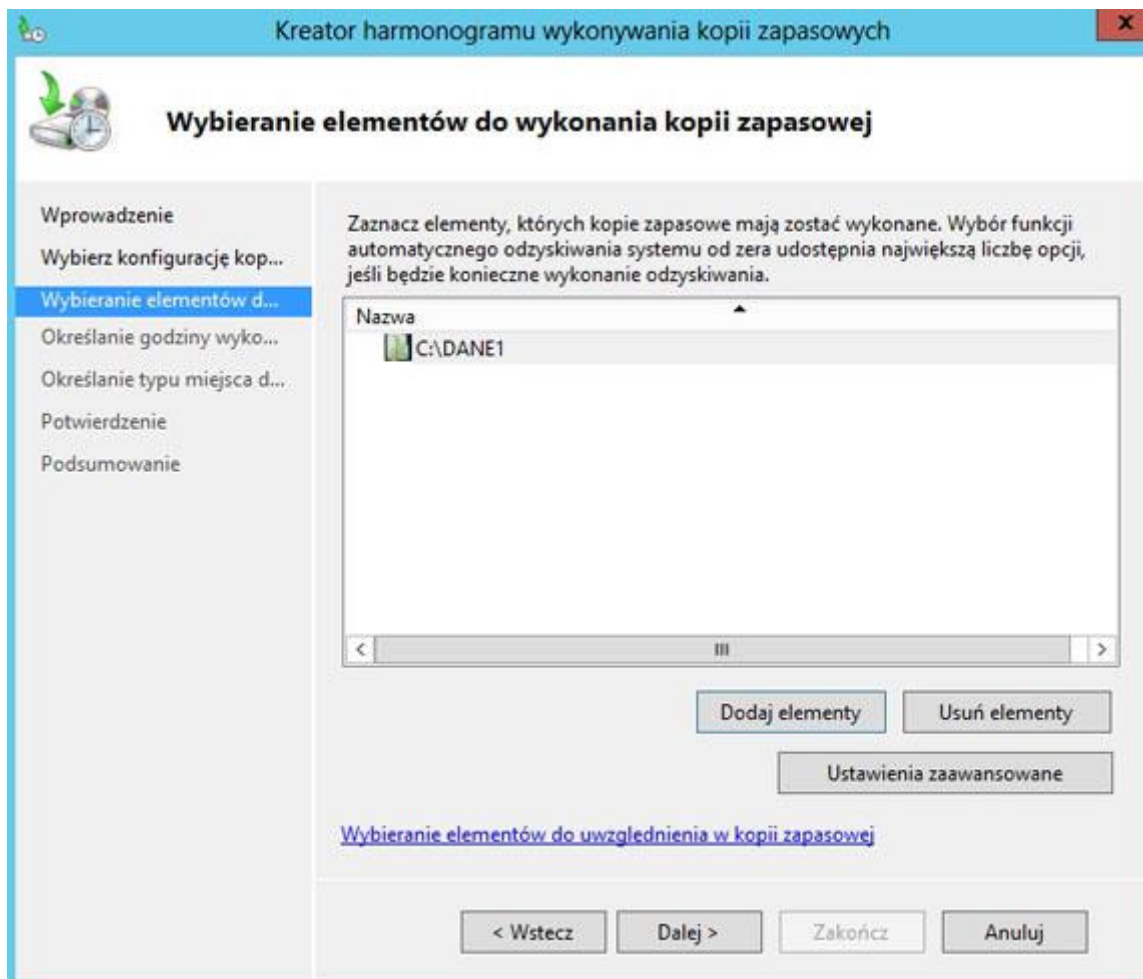 Kreator harmonogramu wykonywania kopii zapasowych
x
Wybieranie elementów do wykonania kopii zapasowej
Wprowadzenie
Wybierz konfigurację kop...
Wybieranie elementów d...
Określanie godziny wyko...
Określanie typu miejsca d...
Potwierdzenie
Podsumowanie
Zaznacz elementy, których kopie zapasowe mają zostać wykonane. Wybór funkcji
automatycznego odzyskiwania systemu od zera udostępnia największą liczbę opcji,
jeśli będzie konieczne wykonanie odzyskiwania.
Nazwa
C:\DANE1
Dodaj elementy
Usuń elementy
Ustawienia zaawansowane
Wybieranie elementów do uwzględnienia w kopii zapasowej
< Wstecz
Dalej >
Zakończ
Anuluj